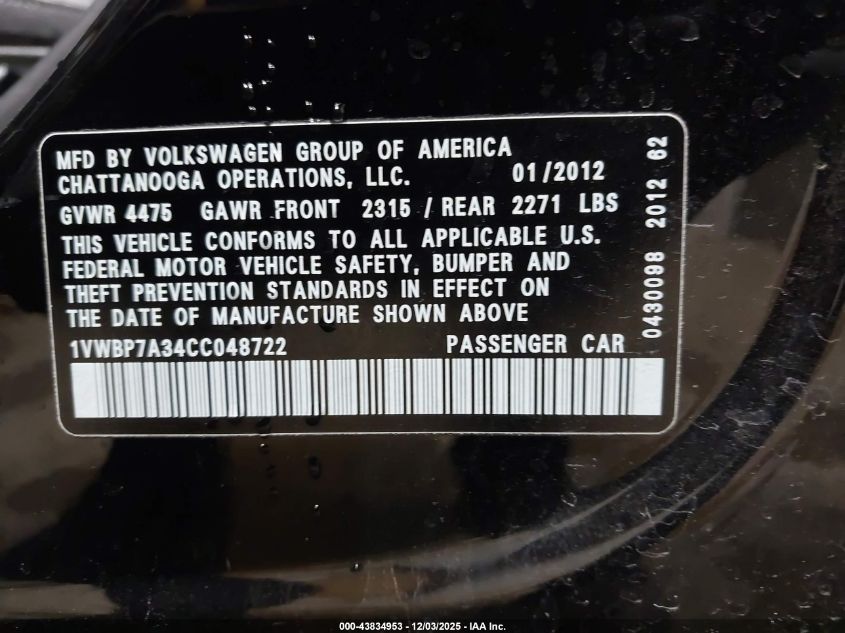 MFD BY VOLKSWAGEN GROUP OF AMERICA
CHATTANOOGA OPERATIONS, LLC. 01/2012
GVWR 4475 GAWR FRONT 2315 / REAR 2271 LBS
THIS VEHICLE CONFORMS TO ALL APPLICABLE U.S.
FEDERAL MOTOR VEHICLE SAFETY, BUMPER AND
THEFT PREVENTION STANDARDS IN EFFECT ON
THE DATE OF MANUFACTURE SHOWN ABOVE
1VWBP7A34CC048722 PASSENGER CAR
0430098 2012 62
000-43834953 - 12/03/2025 - IAA Inc.